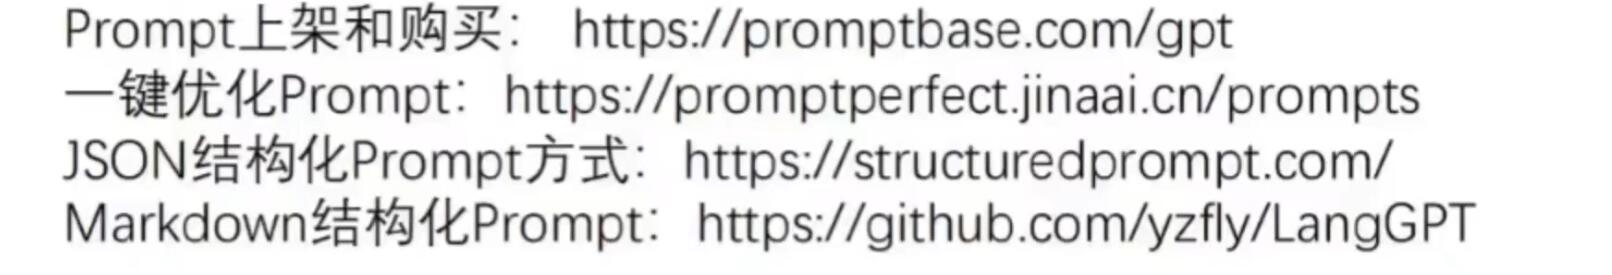 Prompt上架和购买： https://promptbase.com/gpt
一键优化Prompt：https://promptperfect.jinaai.cn/prompts
JSON结构化Prompt方式：https://structuredprompt.com/
Markdown结构化Prompt：https://github.com/yzfly/LangGPT